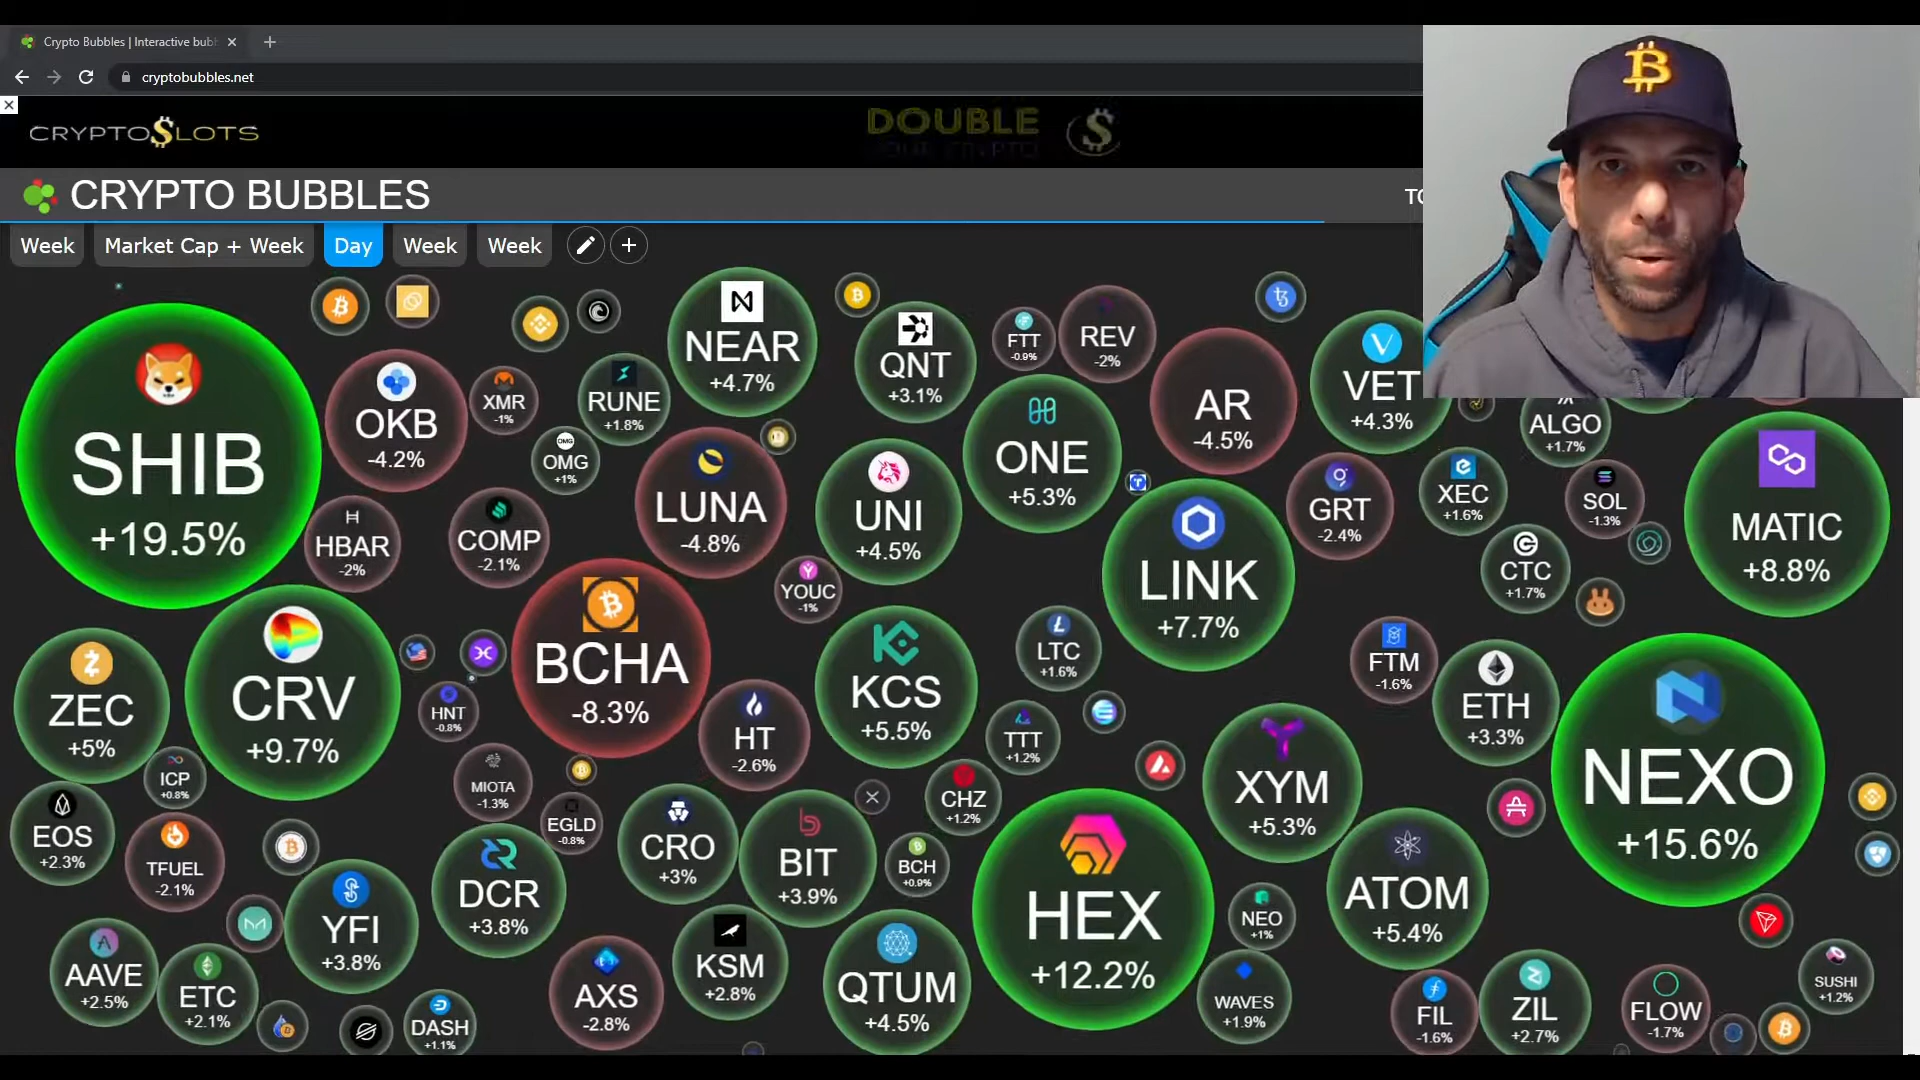 Crypto Bubbles | Interactive bub
cryptobubbles.net
CRYPTO$LOTS
DOUBLE
YOUR CRYPTO
CRYPTO BUBBLES
Week
Market Cap + Week
Day
Week
Week
SHIB
+19.5%
OKB
-4.2%
XMR
-1%
RUNE
+1.8%
NEAR
+4.7%
QNT
+3.1%
FTT
-0.9%
REV
-2%
AR
-4.5%
VET
+4.3%
ALGO
+1.7%
MATIC
+8.8%
OMG
+1%
LUNA
-4.8%
UNI
+4.5%
ONE
+5.3%
LINK
+7.7%
GRT
-2.4%
XEC
+1.6%
SOL
-1.3%
CTC
+1.7%
HBAR
-2%
COMP
-2.1%
BCHA
-8.3%
YOUC
-1%
KCS
+5.5%
LTC
+1.6%
FTM
-1.6%
ETH
+3.3%
NEXO
+15.6%
ZEC
+5%
CRV
+9.7%
HNT
-0.8%
HT
-2.6%
TTT
+1.2%
XYM
+5.3%
ICP
+0.8%
MIOTA
-1.3%
EGLD
-0.8%
CRO
+3%
BIT
+3.9%
CHZ
+1.2%
BCH
+0.9%
EOS
+2.3%
TFUEL
-2.1%
DCR
+3.8%
HEX
+12.2%
ATOM
+5.4%
NEO
+1%
YFI
+3.8%
AAVE
+2.5%
ETC
+2.1%
DASH
+1.1%
AXS
-2.8%
KSM
+2.8%
QTUM
+4.5%
WAVES
+1.9%
FIL
-1.6%
ZIL
+2.7%
FLOW
-1.7%
SUSHI
+1.2%